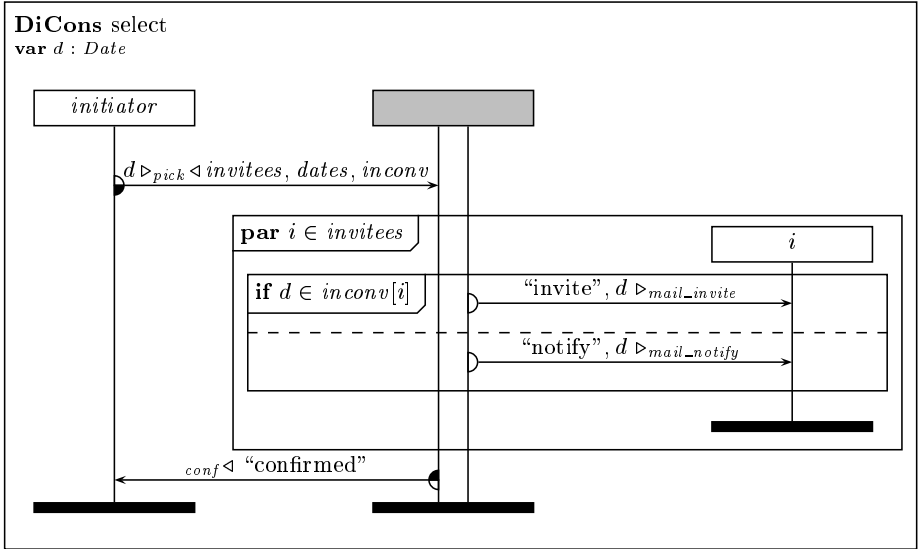 DiCons select
var d : Date
initiator
d ▷pick ◁ invitees, dates, inconv
par i ∈ invitees
i
if d ∈ inconv[i]
“invite”, d ▷mail_invite
“notify”, d ▷mail_notify
conf◁ “confirmed”